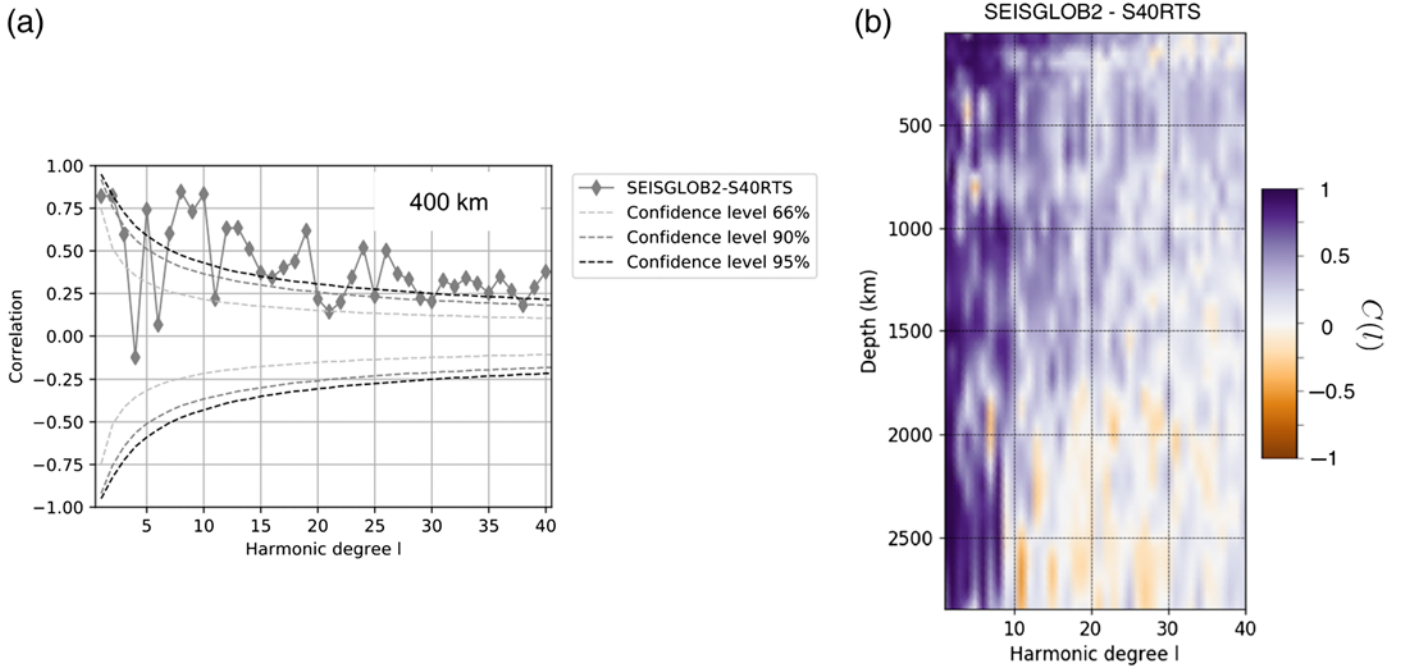 (a)
1.00
0.75
0.50
0.25
0.00
−0.25
−0.50
−0.75
−1.00
Correlation
400 km
5 10 15 20 25 30 35 40
Harmonic degree l
SEISGLOB2-S40RTS
Confidence level 66%
Confidence level 90%
Confidence level 95%
(b)
SEISGLOB2 - S40RTS
500
1000
1500
2000
2500
Depth (km)
10 20 30 40
Harmonic degree l
1
0.5
0
−0.5
−1
C(l)